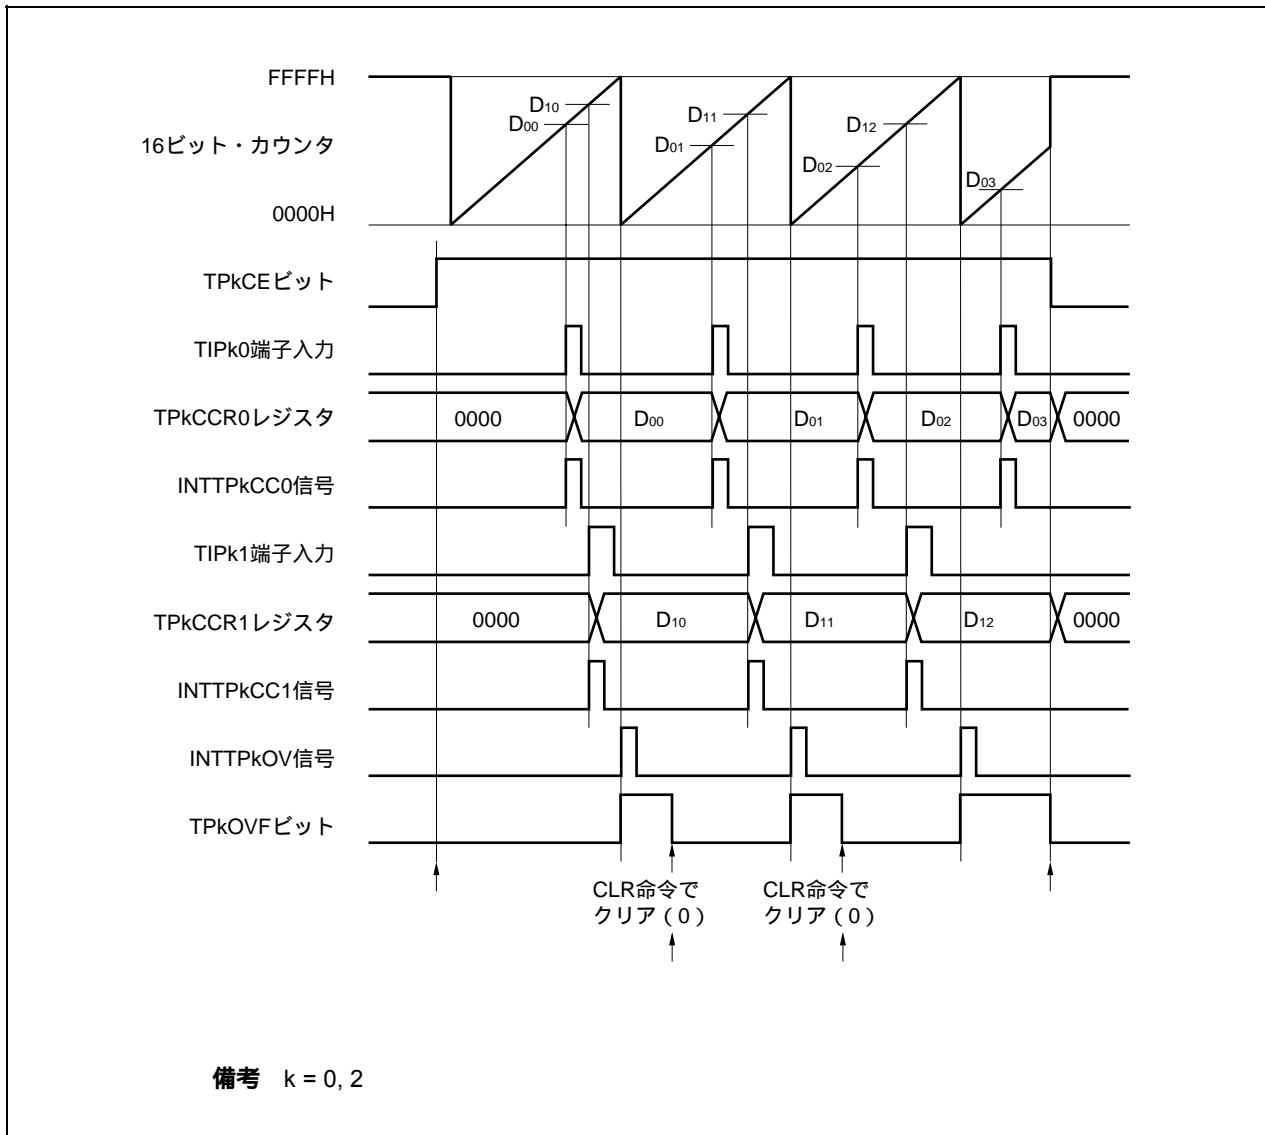 FFFFH
D10
D00
D11
D01
D12
D02
D03
16ビット・カウンタ
0000H
TPkCEビット
TIPk0端子入力
TPkCCR0レジスタ
0000 D00 D01 D02 D03 0000
INTTPkCC0信号
TIPk1端子入力
TPkCCR1レジスタ
0000 D10 D11 D12 0000
INTTPkCC1信号
INTTPkOV信号
TPkOVFビット
CLR命令で
クリア(0)
CLR命令で
クリア(0)
備考 k = 0, 2